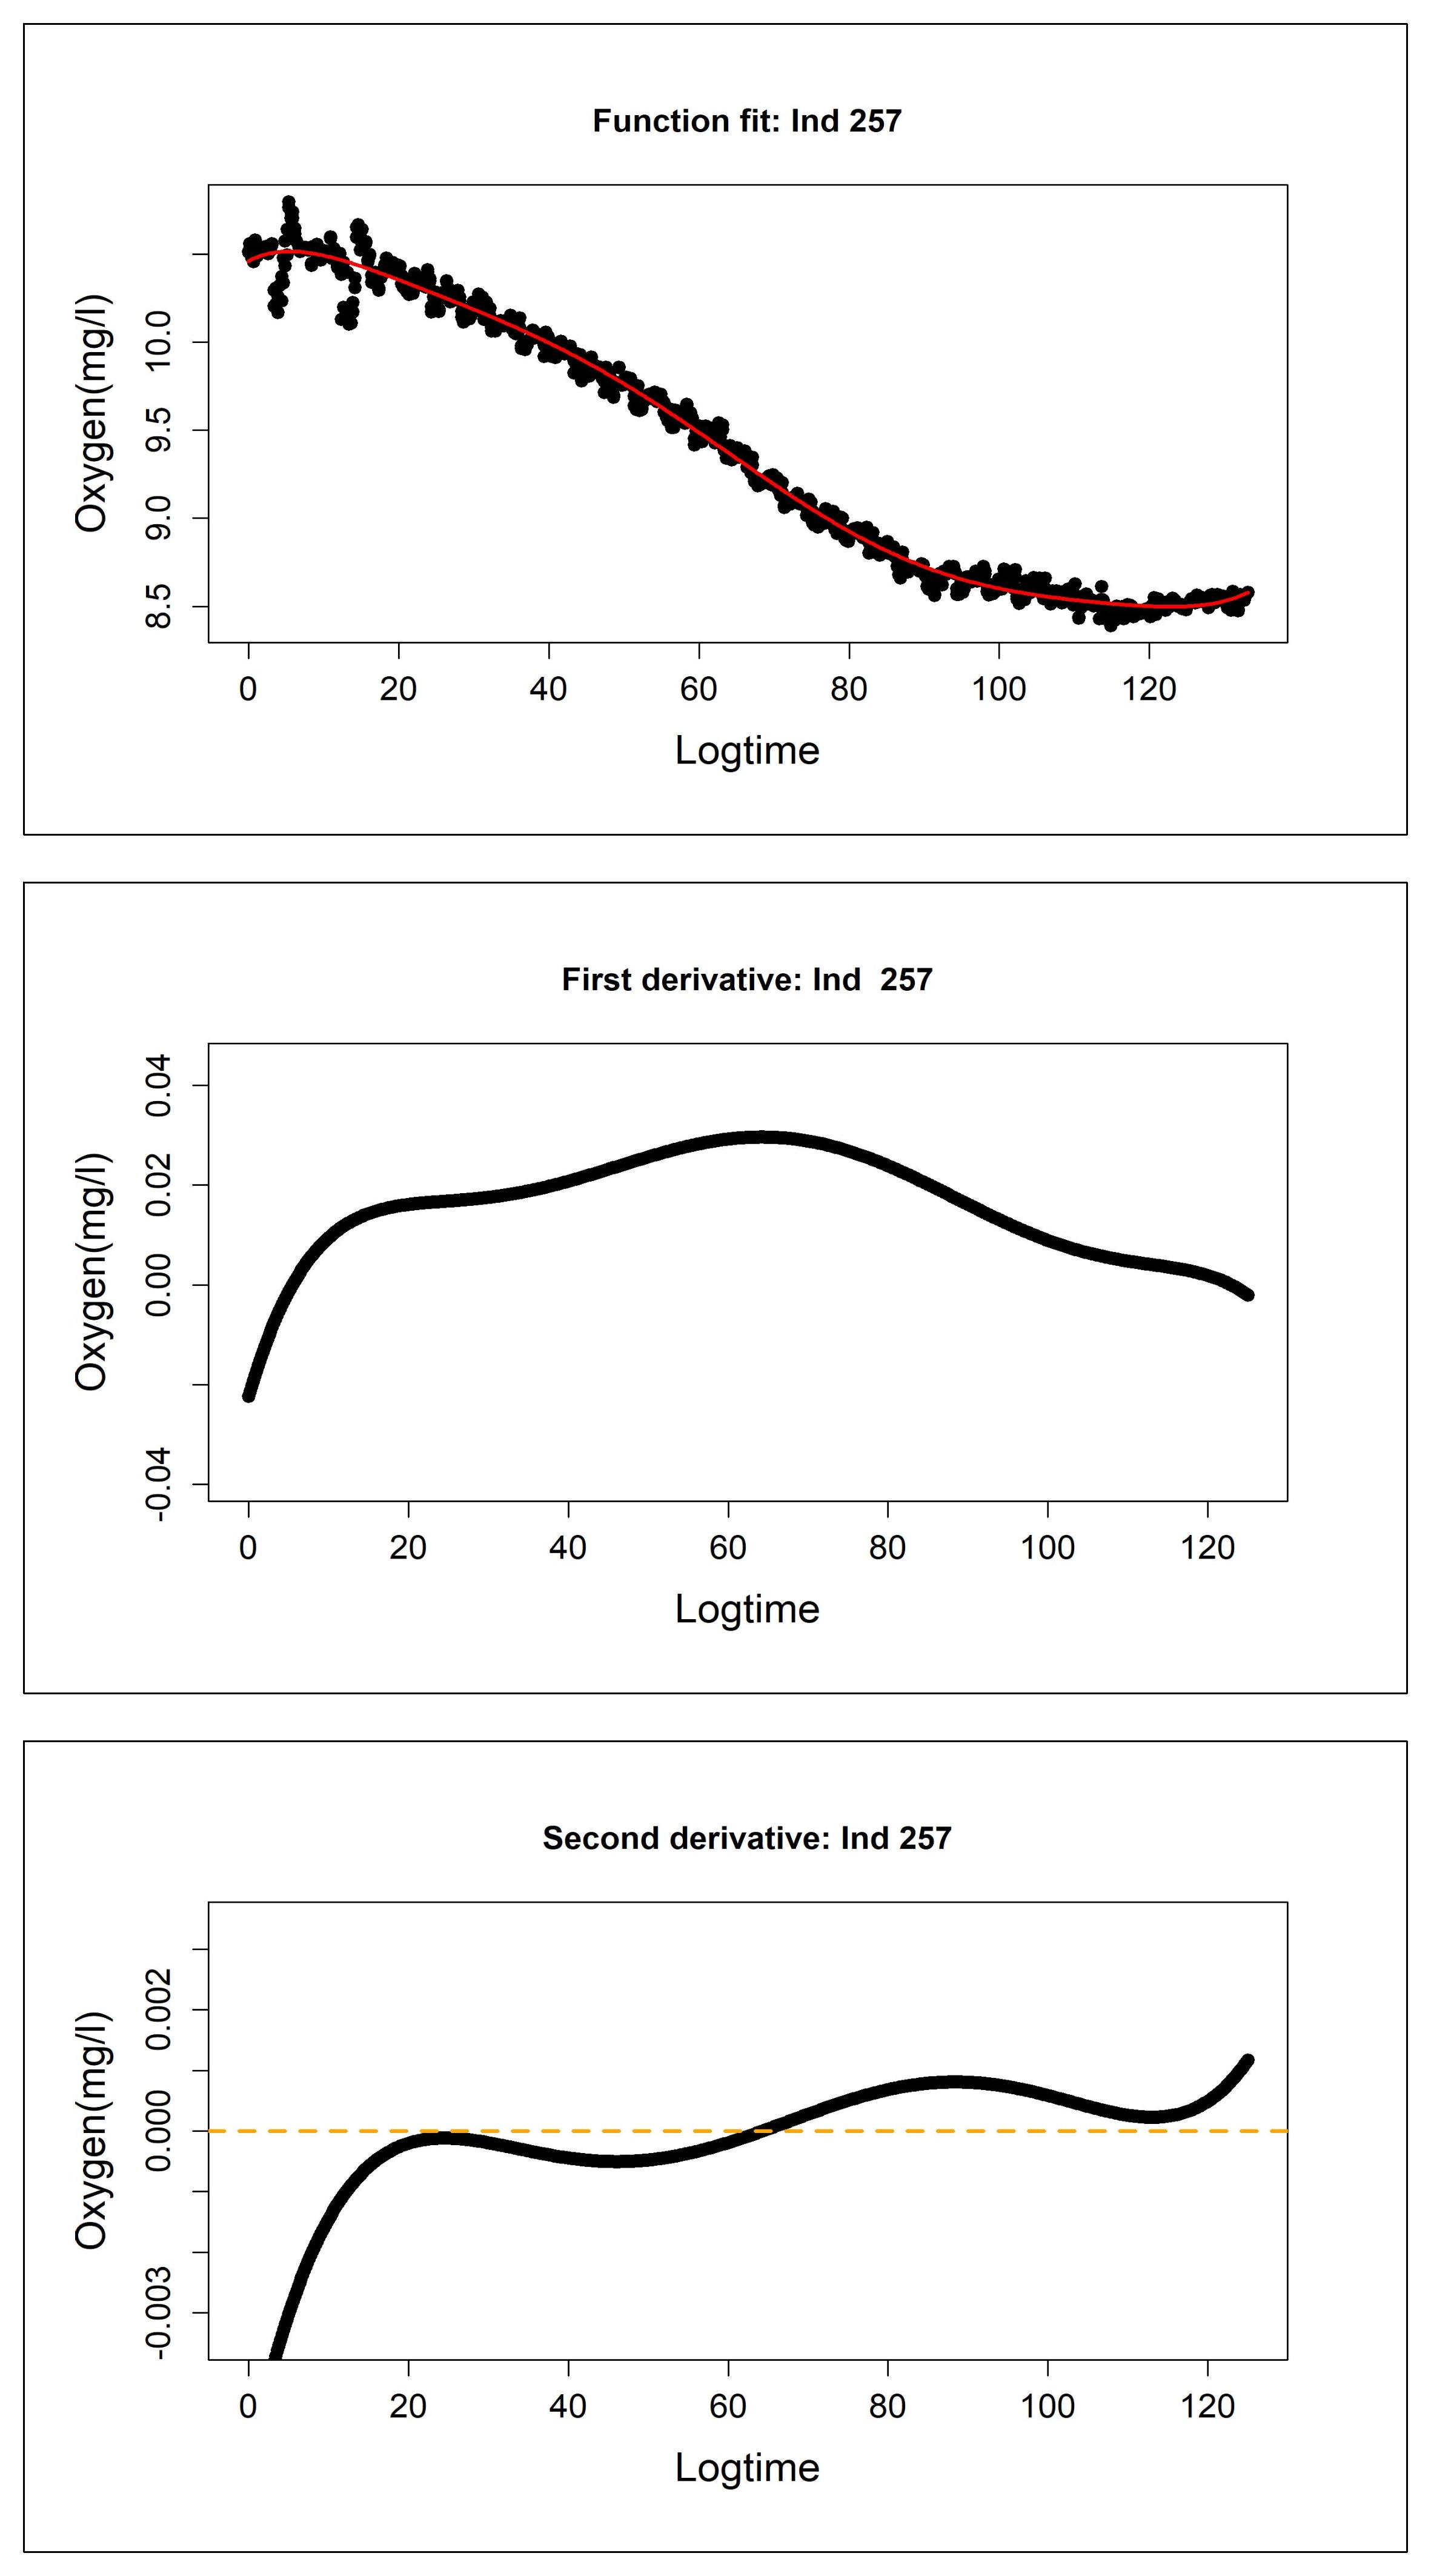 Function fit: Ind 257
Oxygen(mg/l)
10.0
9.5
9.0
8.5
0 20 40 60 80 100 120
Logtime
First derivative: Ind  257
Oxygen(mg/l)
0.04
0.02
0.00
-0.04
0 20 40 60 80 100 120
Logtime
Second derivative: Ind 257
Oxygen(mg/l)
0.002
0.000
-0.003
0 20 40 60 80 100 120
Logtime